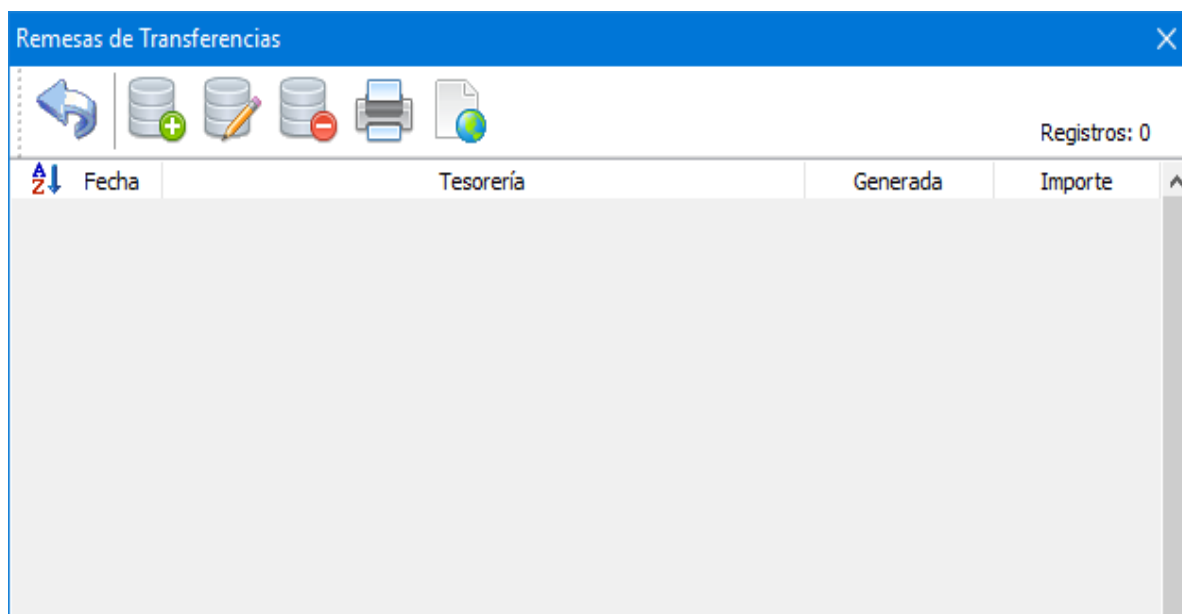 Remesas de Transferencias
Registros: 0
A
Z
Fecha Tesorería Generada Importe